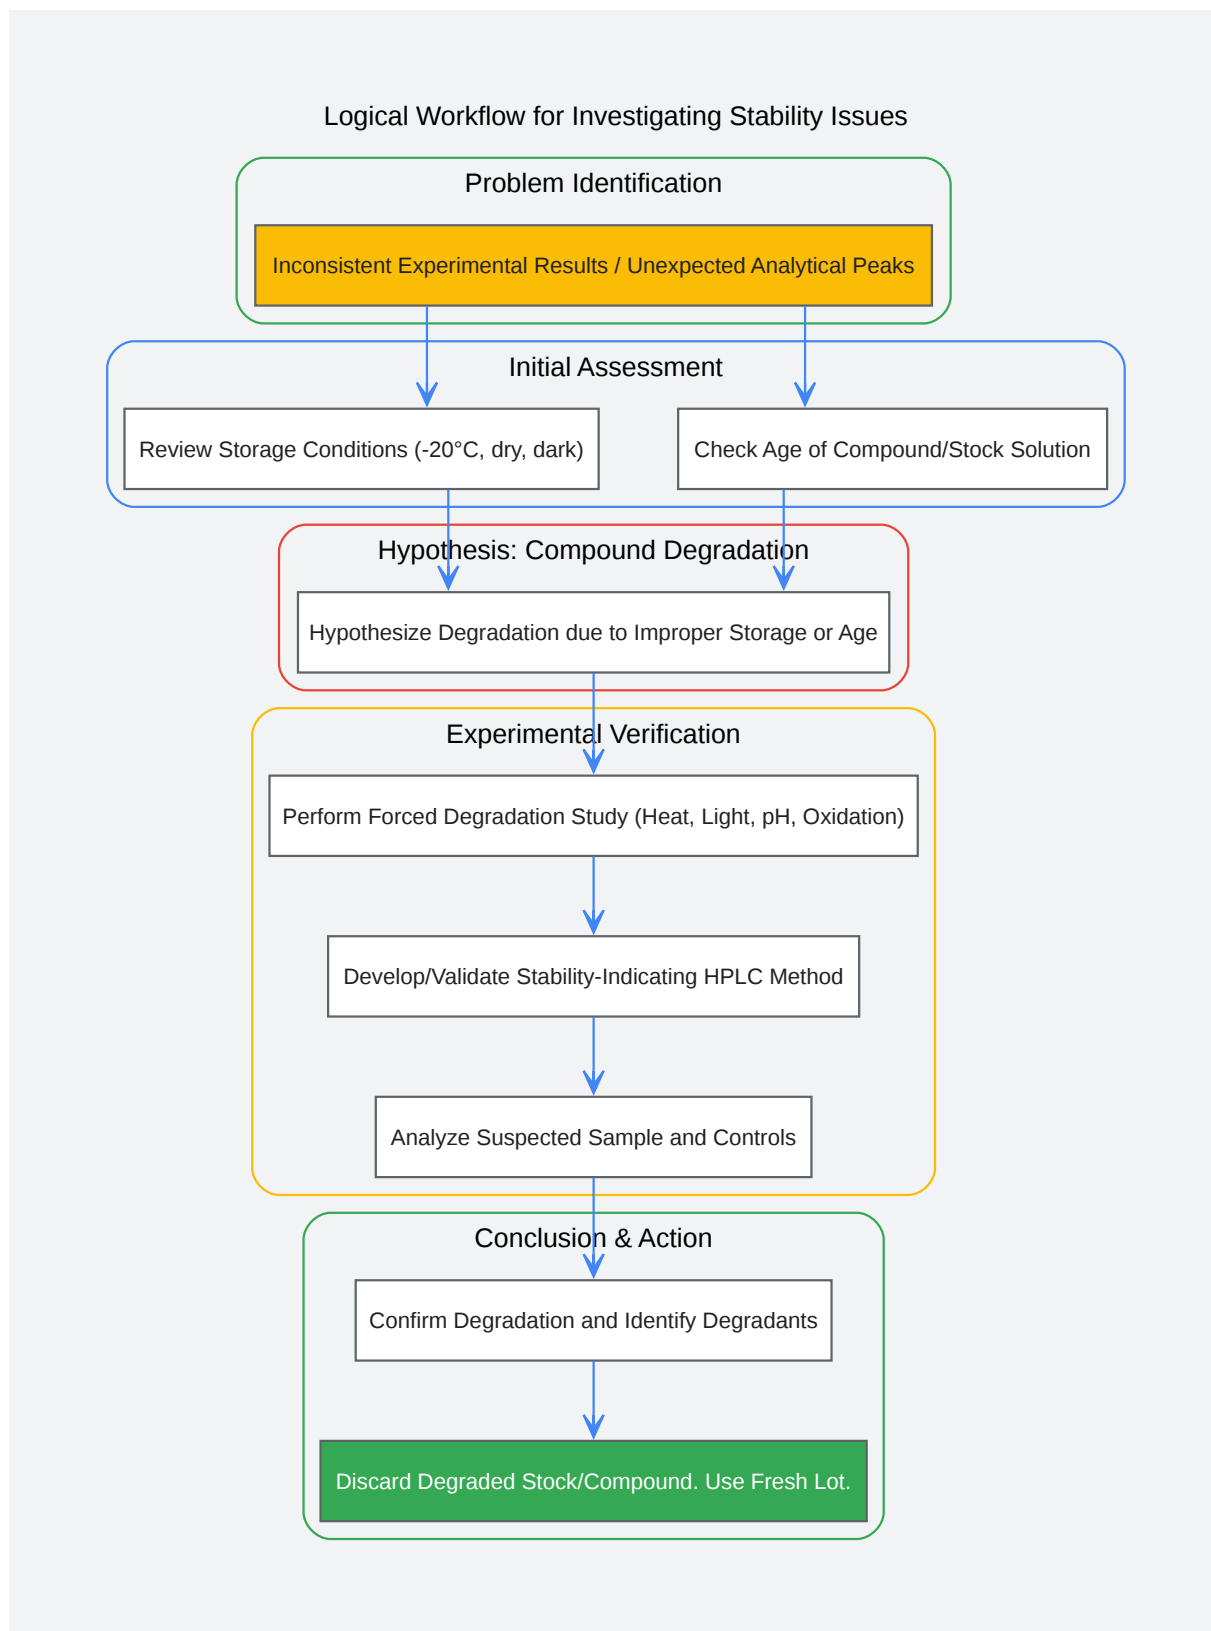 Logical Workflow for Investigating Stability Issues
Problem Identification
Inconsistent Experimental Results / Unexpected Analytical Peaks
Initial Assessment
Review Storage Conditions (-20°C, dry, dark)
Check Age of Compound/Stock Solution
Hypothesis: Compound Degradation
Hypothesize Degradation due to Improper Storage or Age
Experimental Verification
Perform Forced Degradation Study (Heat, Light, pH, Oxidation)
Develop/Validate Stability-Indicating HPLC Method
Analyze Suspected Sample and Controls
Conclusion & Action
Confirm Degradation and Identify Degradants
Discard Degraded Stock/Compound. Use Fresh Lot.